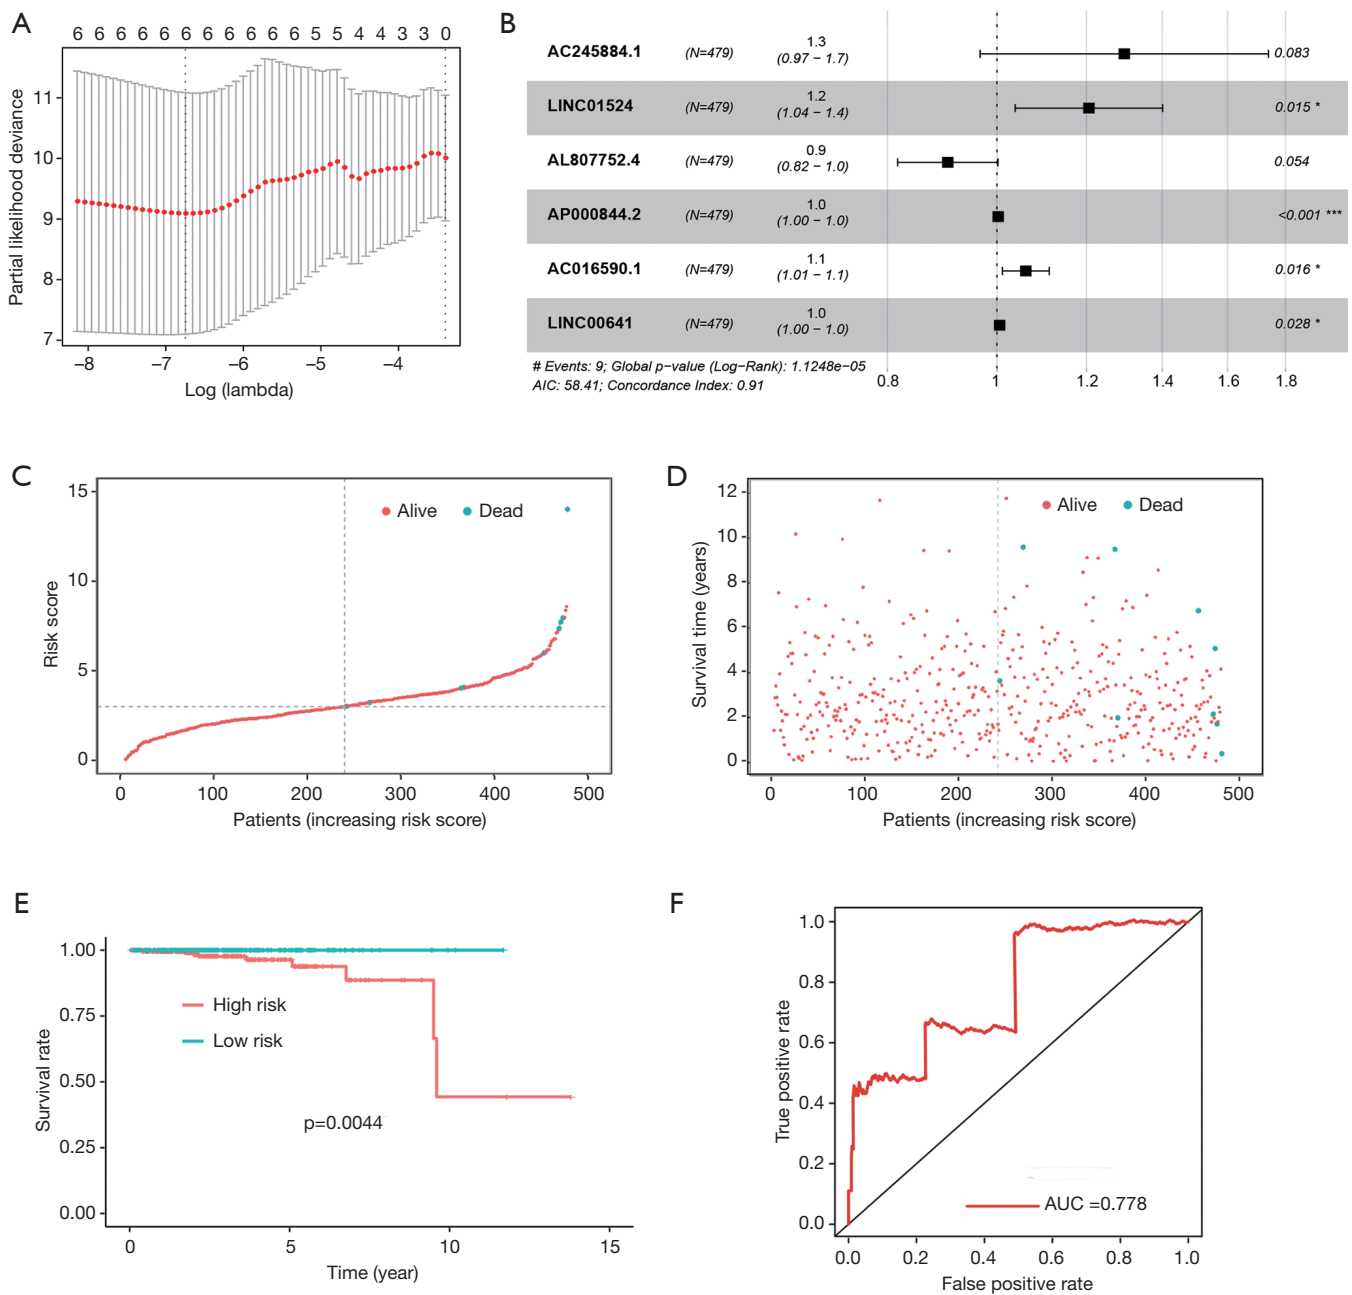 A
6 6 6 6 6 6 6 6 6 6 6 6 6 6 6 6 5 5 4 4 4 3 3 3 0
Partial likelihood deviance
11
10
9
8
7
–8 –7 –6 –5 –4
Log (lambda)
B
AC245884.1 (N=479) 1.3 (0.97 − 1.7) 0.083
LINC01524 (N=479) 1.2 (1.04 − 1.4) 0.015 *
AL807752.4 (N=479) 0.9 (0.82 − 1.0) 0.054
AP000844.2 (N=479) 1.0 (1.00 − 1.0) <0.001 ***
AC016590.1 (N=479) 1.1 (1.01 − 1.1) 0.016 *
LINC00641 (N=479) 1.0 (1.00 − 1.0) 0.028 *
# Events: 9; Global p−value (Log−Rank): 1.1248e−05
AIC: 58.41; Concordance Index: 0.91
0.8 1 1.2 1.4 1.6 1.8
C
Risk score
15
10
5
0
Alive Dead
0 100 200 300 400 500
Patients (increasing risk score)
D
Survival time (years)
12
10
8
6
4
2
0
Alive Dead
0 100 200 300 400 500
Patients (increasing risk score)
E
Survival rate
1.00
0.75
0.50
0.25
0.00
High risk
Low risk
p=0.0044
0 5 10 15
Time (year)
F
True positive rate
1.0
0.8
0.6
0.4
0.2
0.0
AUC =0.778
0.0 0.2 0.4 0.6 0.8 1.0
False positive rate